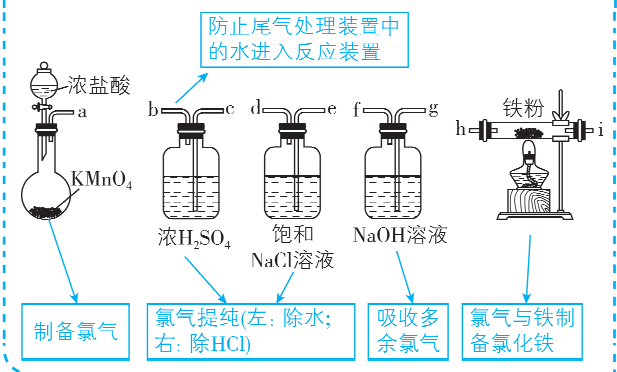 防止尾气处理装置中
的水进入反应装置
浓盐酸
a
b
c
d
e
f
g
铁粉
h
i
KMnO₄
浓H₂SO₄
饱和
NaCl溶液
NaOH溶液
制备氯气
氯气提纯(左: 除水;
右: 除HCl)
吸收多
余氯气
氯气与铁制
备氯化铁